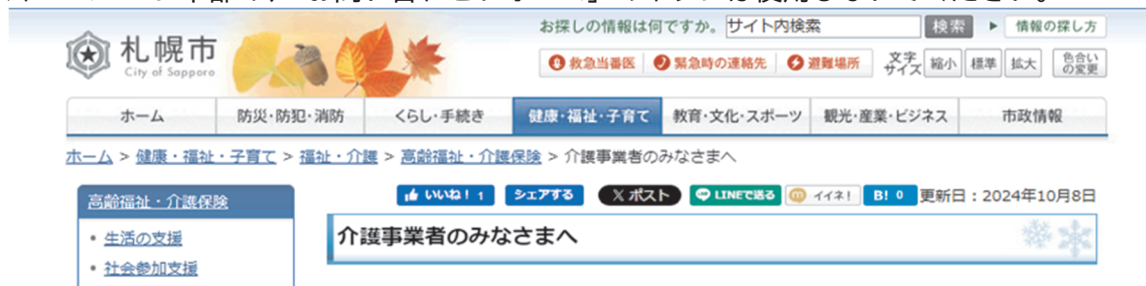 お探しの情報は何ですか。 サイト内検索 検索 ▶ 情報の探し方
札幌市
City of Sapporo
救急当番医 緊急時の連絡先 避難場所 文字サイズ 縮小 標準 拡大 色合いの変更
ホーム 防災・防犯・消防 くらし・手続き 健康・福祉・子育て 教育・文化・スポーツ 観光・産業・ビジネス 市政情報
ホーム > 健康・福祉・子育て > 福祉・介護 > 高齢福祉・介護保険 > 介護事業者のみなさまへ
高齢福祉・介護保険
いいね! 1 シェアする X ポスト LINEで送る m イイネ! B! 0 更新日:2024年10月8日
・生活の支援
介護事業者のみなさまへ
・社会参加支援